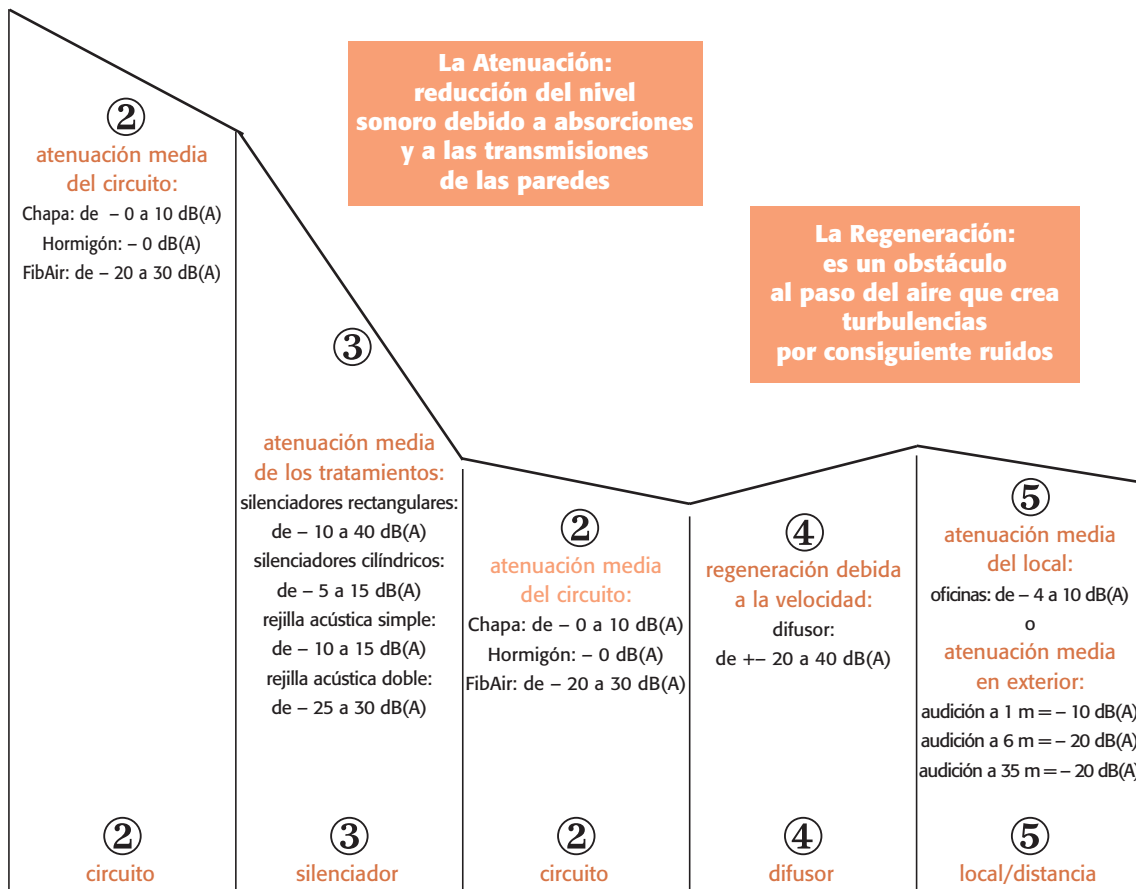 La Atenuación:
reducción del nivel
sonoro debido a absorciones
y a las transmisiones
de las paredes
La Regeneración:
es un obstáculo
al paso del aire que crea
turbulencias
por consiguiente ruidos
②
atenuación media
del circuito:
Chapa: de – 0 a 10 dB(A)
Hormigón: – 0 dB(A)
FibAir: de – 20 a 30 dB(A)
③
atenuación media
de los tratamientos:
silenciadores rectangulares:
de – 10 a 40 dB(A)
silenciadores cilíndricos:
de – 5 a 15 dB(A)
rejilla acústica simple:
de – 10 a 15 dB(A)
rejilla acústica doble:
de – 25 a 30 dB(A)
②
atenuación media
del circuito:
Chapa: de – 0 a 10 dB(A)
Hormigón: – 0 dB(A)
FibAir: de – 20 a 30 dB(A)
④
regeneración debida
a la velocidad:
difusor:
de +– 20 a 40 dB(A)
⑤
atenuación media
del local:
oficinas: de – 4 a 10 dB(A)
o
atenuación media
en exterior:
audición a 1 m = – 10 dB(A)
audición a 6 m = – 20 dB(A)
audición a 35 m = – 20 dB(A)
②
circuito
③
silenciador
②
circuito
④
difusor
⑤
local/distancia